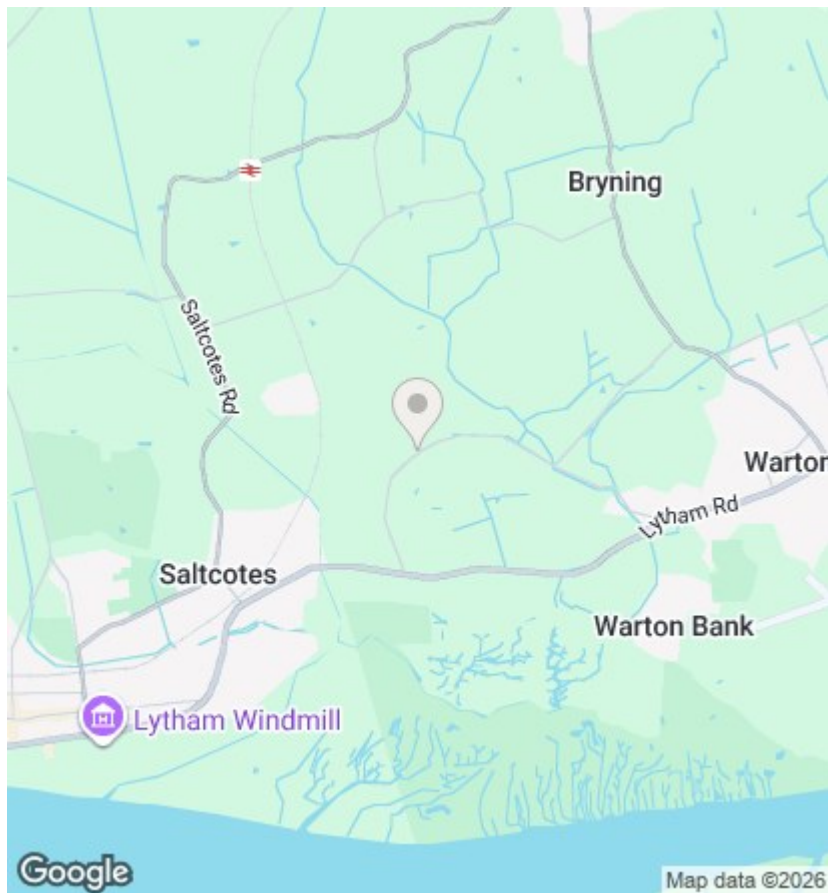 Bryning
Saltcotes Rd
Warton
Lytham Rd
Saltcotes
Warton Bank
Lytham Windmill
Google
Map data ©2026